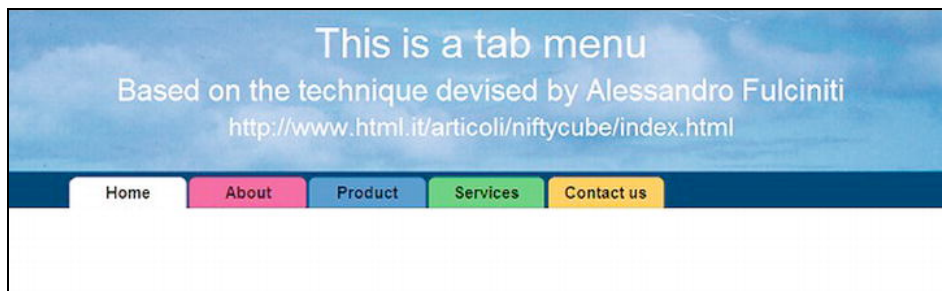 This is a tab menu
Based on the technique devised by Alessandro Fulciniti
http://www.html.it/articoli/niftycube/index.html
Home About Product Services Contact us